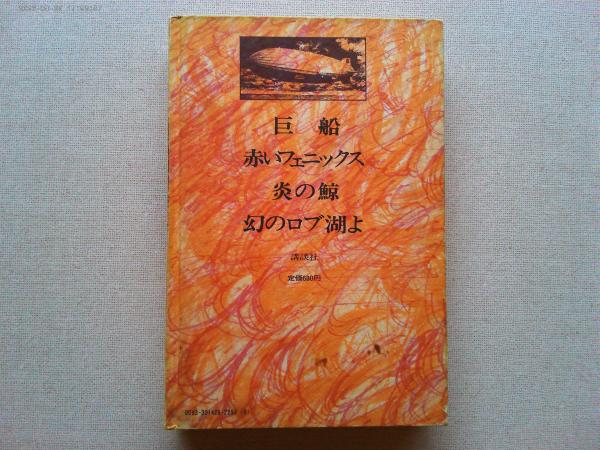 巨船
赤いフェニックス
炎の鯨
幻のロブ湖よ
講談社
定価680円